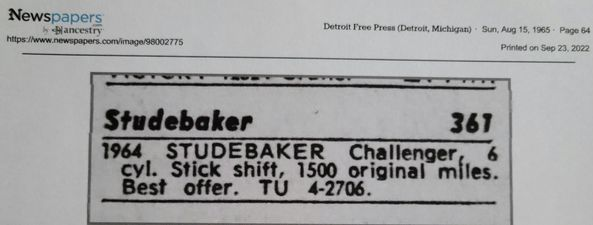 Newspapers
.com
by ancestry
Detroit Free Press (Detroit, Michigan) · Sun, Aug 15, 1965 · Page 64
https://www.newspapers.com/image/98002775
Printed on Sep 23, 2022
Studebaker 361
1964 STUDEBAKER Challenger, 6
cyl. Stick shift, 1500 original miles.
Best offer. TU 4-2706.